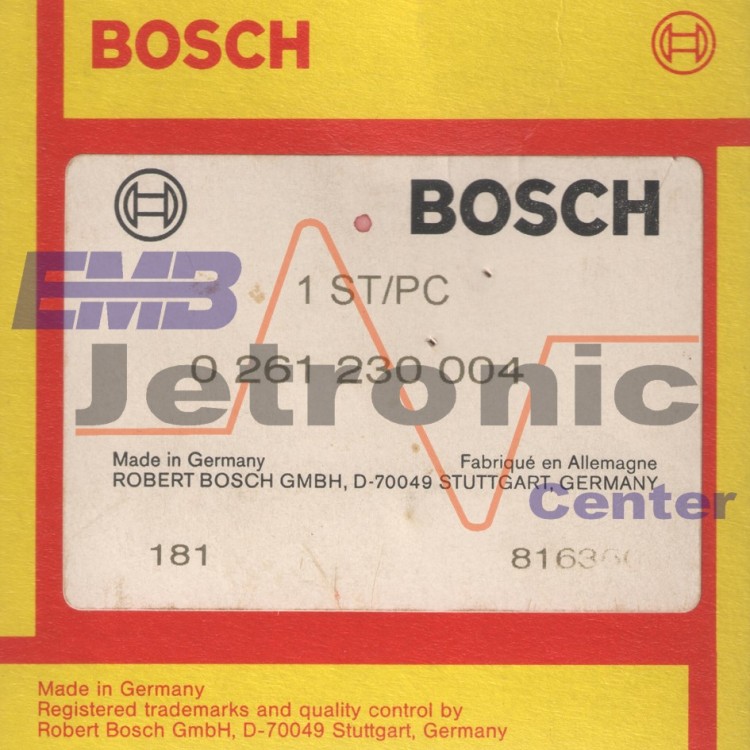 BOSCH
BOSCH
1 ST/PC
0 261 230 004
EMB
Jetronic
Center
Made in Germany Fabriqué en Allemagne
ROBERT BOSCH GMBH, D-70049 STUTTGART, GERMANY
181
Made in Germany
Registered trademarks and quality control by
Robert Bosch GmbH, D-70049 Stuttgart, Germany